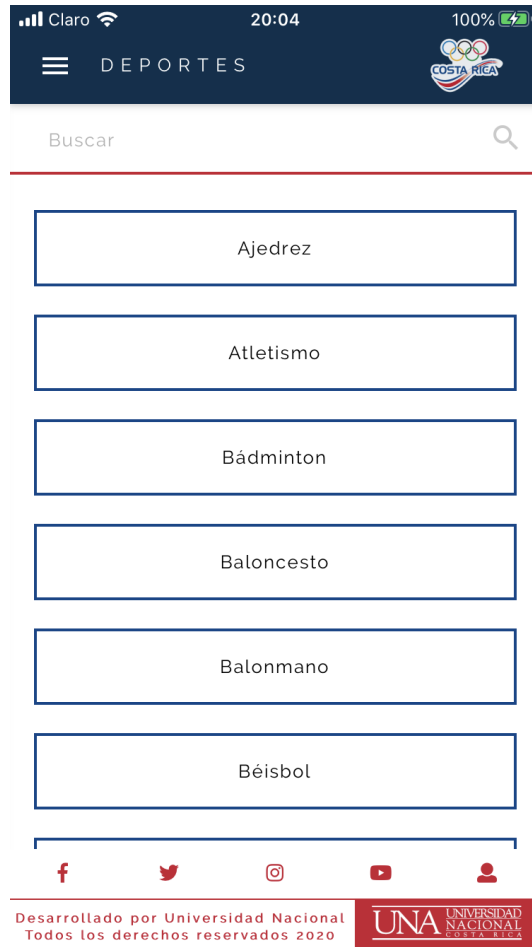 Claro 20:04 100%
DEPORTES
COSTA RICA
Buscar
Ajedrez
Atletismo
Bádminton
Baloncesto
Balonmano
Béisbol
Desarrollado por Universidad Nacional
Todos los derechos reservados 2020
UNA UNIVERSIDAD
NACIONAL
COSTA RICA